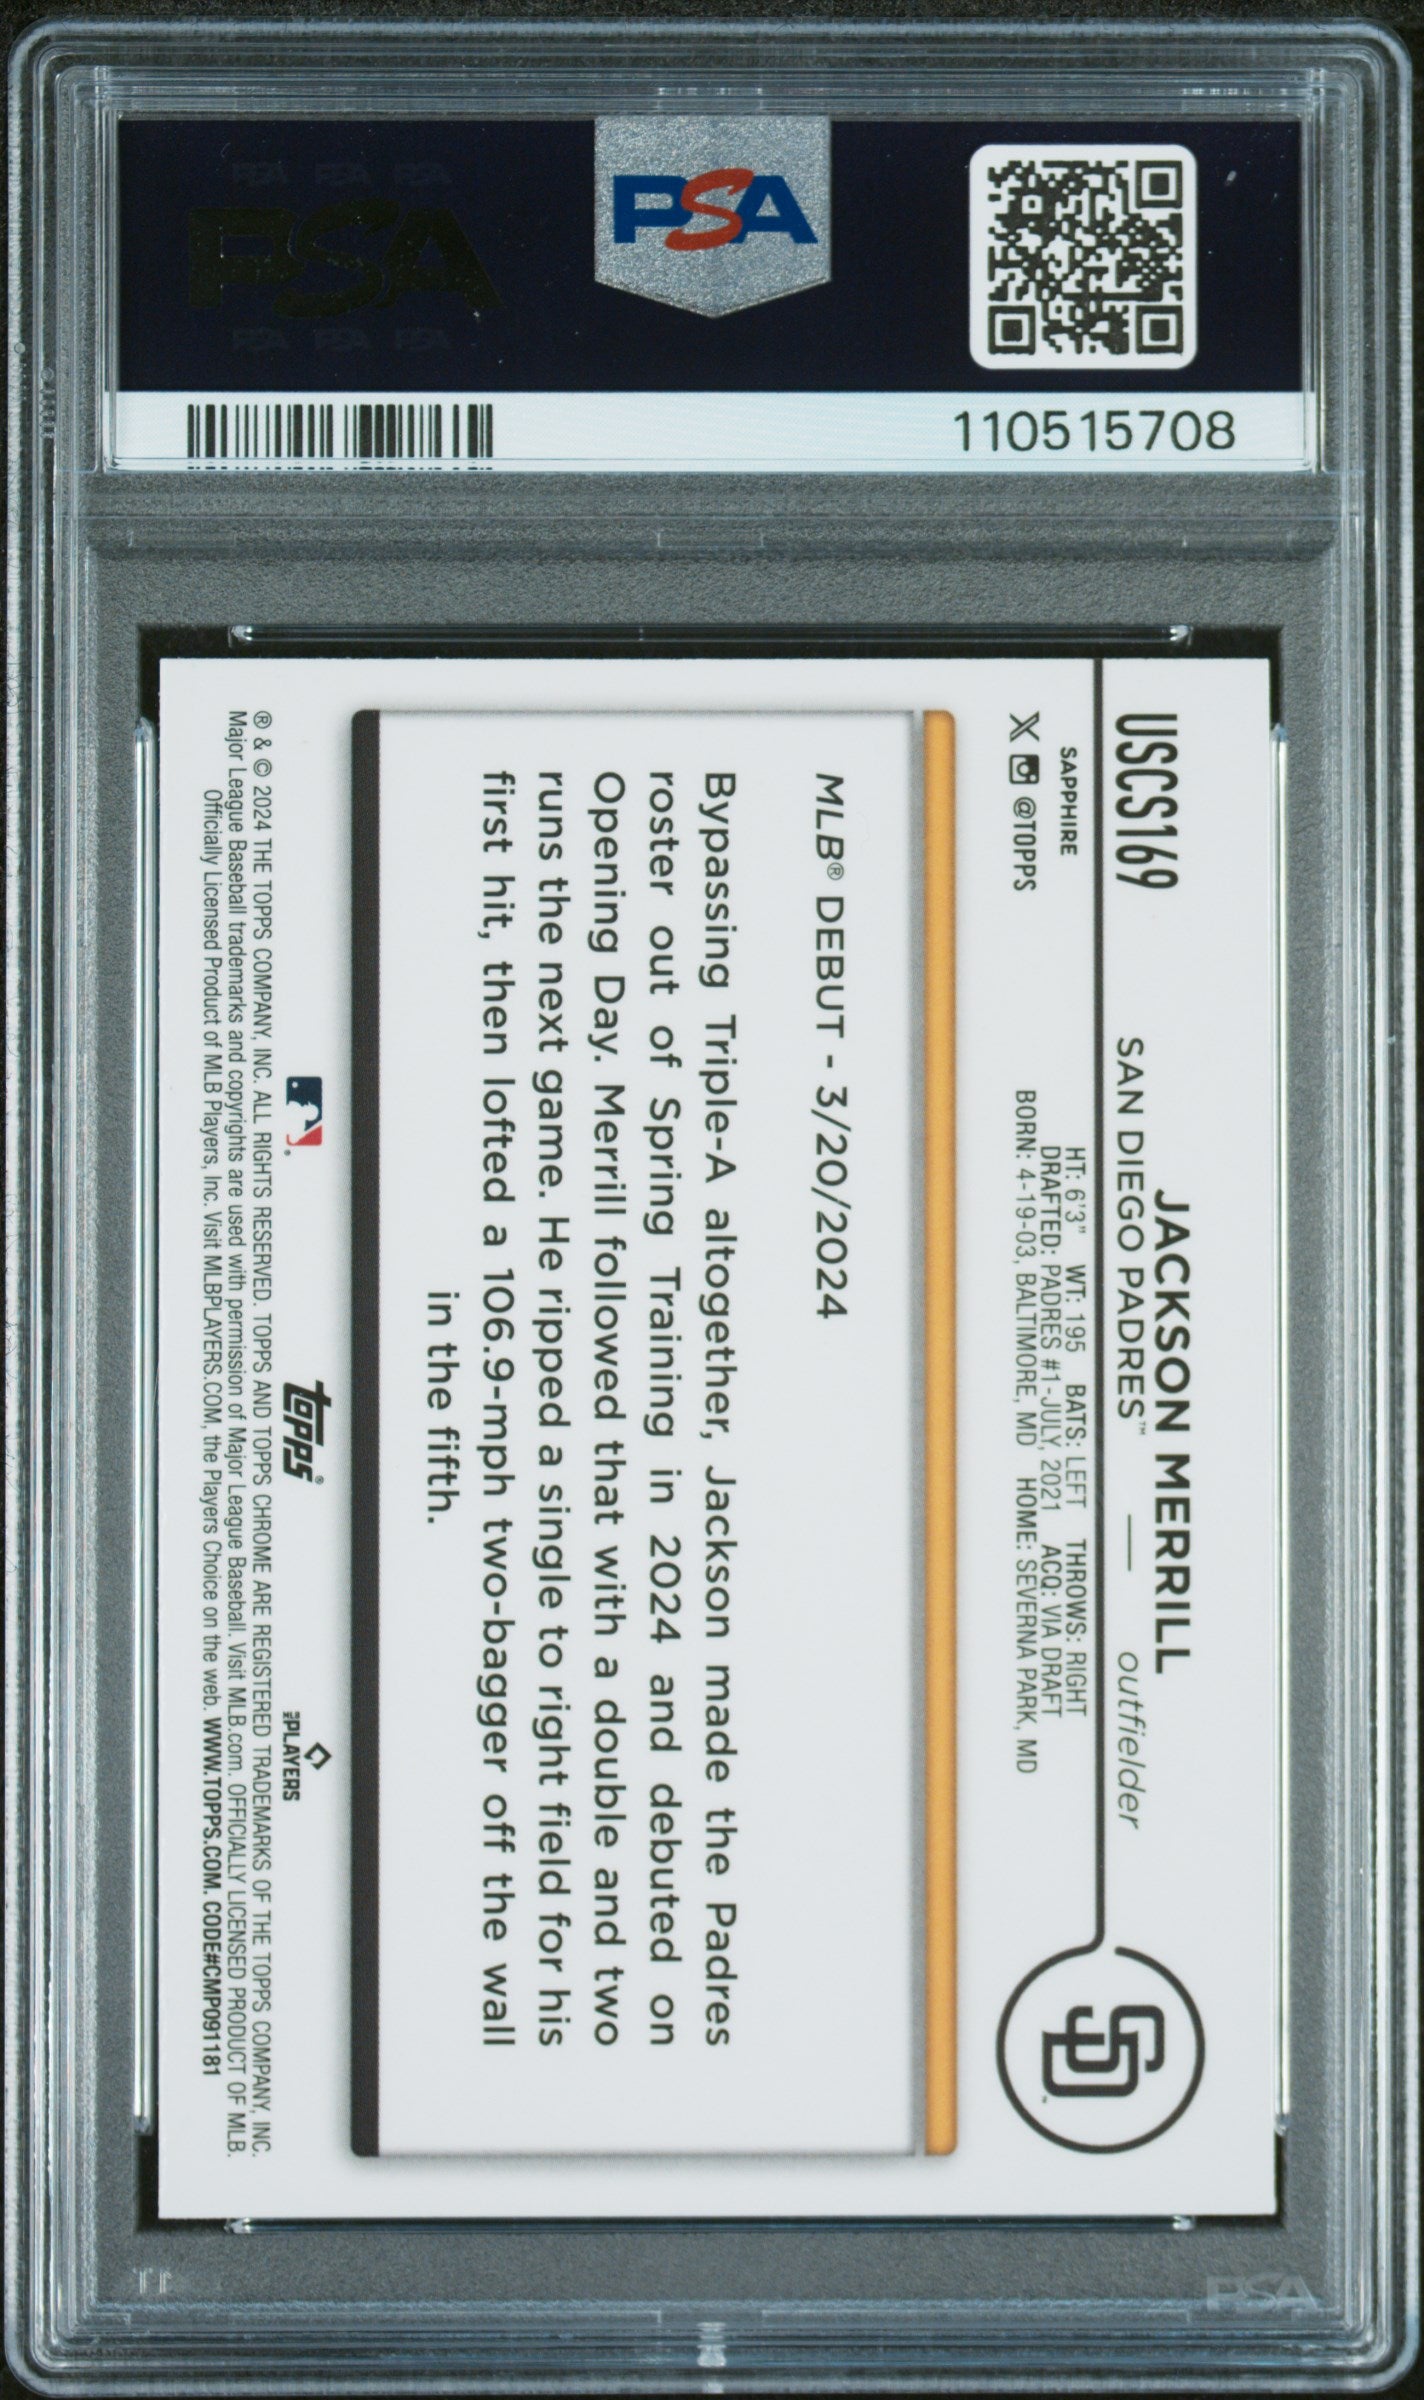 PSA PSA PSA
PSA
PSA PSA PSA
PSA
110515708
USCS169
JACKSON MERRILL
SAN DIEGO PADRES™ — outfielder
SD
SAPPHIRE
@TOPPS
HT: 6'3" WT: 195 BATS: LEFT THROWS: RIGHT
DRAFTED: PADRES #1-JULY, 2021 ACQ: VIA DRAFT
BORN: 4-19-03, BALTIMORE, MD HOME: SEVERNA PARK, MD
MLB® DEBUT - 3/20/2024
Bypassing Triple-A altogether, Jackson made the Padres
roster out of Spring Training in 2024 and debuted on
Opening Day. Merrill followed that with a double and two
runs the next game. He ripped a single to right field for his
first hit, then lofted a 106.9-mph two-bagger off the wall
in the fifth.
topps®
PLAYERS
® & © 2024 THE TOPPS COMPANY, INC. ALL RIGHTS RESERVED. TOPPS AND TOPPS CHROME ARE REGISTERED TRADEMARKS OF THE TOPPS COMPANY, INC.
Major League Baseball trademarks and copyrights are used with permission of Major League Baseball. Visit MLB.com. OFFICIALLY LICENSED PRODUCT OF MLB.
Officially Licensed Product of MLB Players, Inc. Visit MLBPLAYERS.COM, the Players Choice on the web. WWW.TOPPS.COM. CODE#CMP091181
PSA